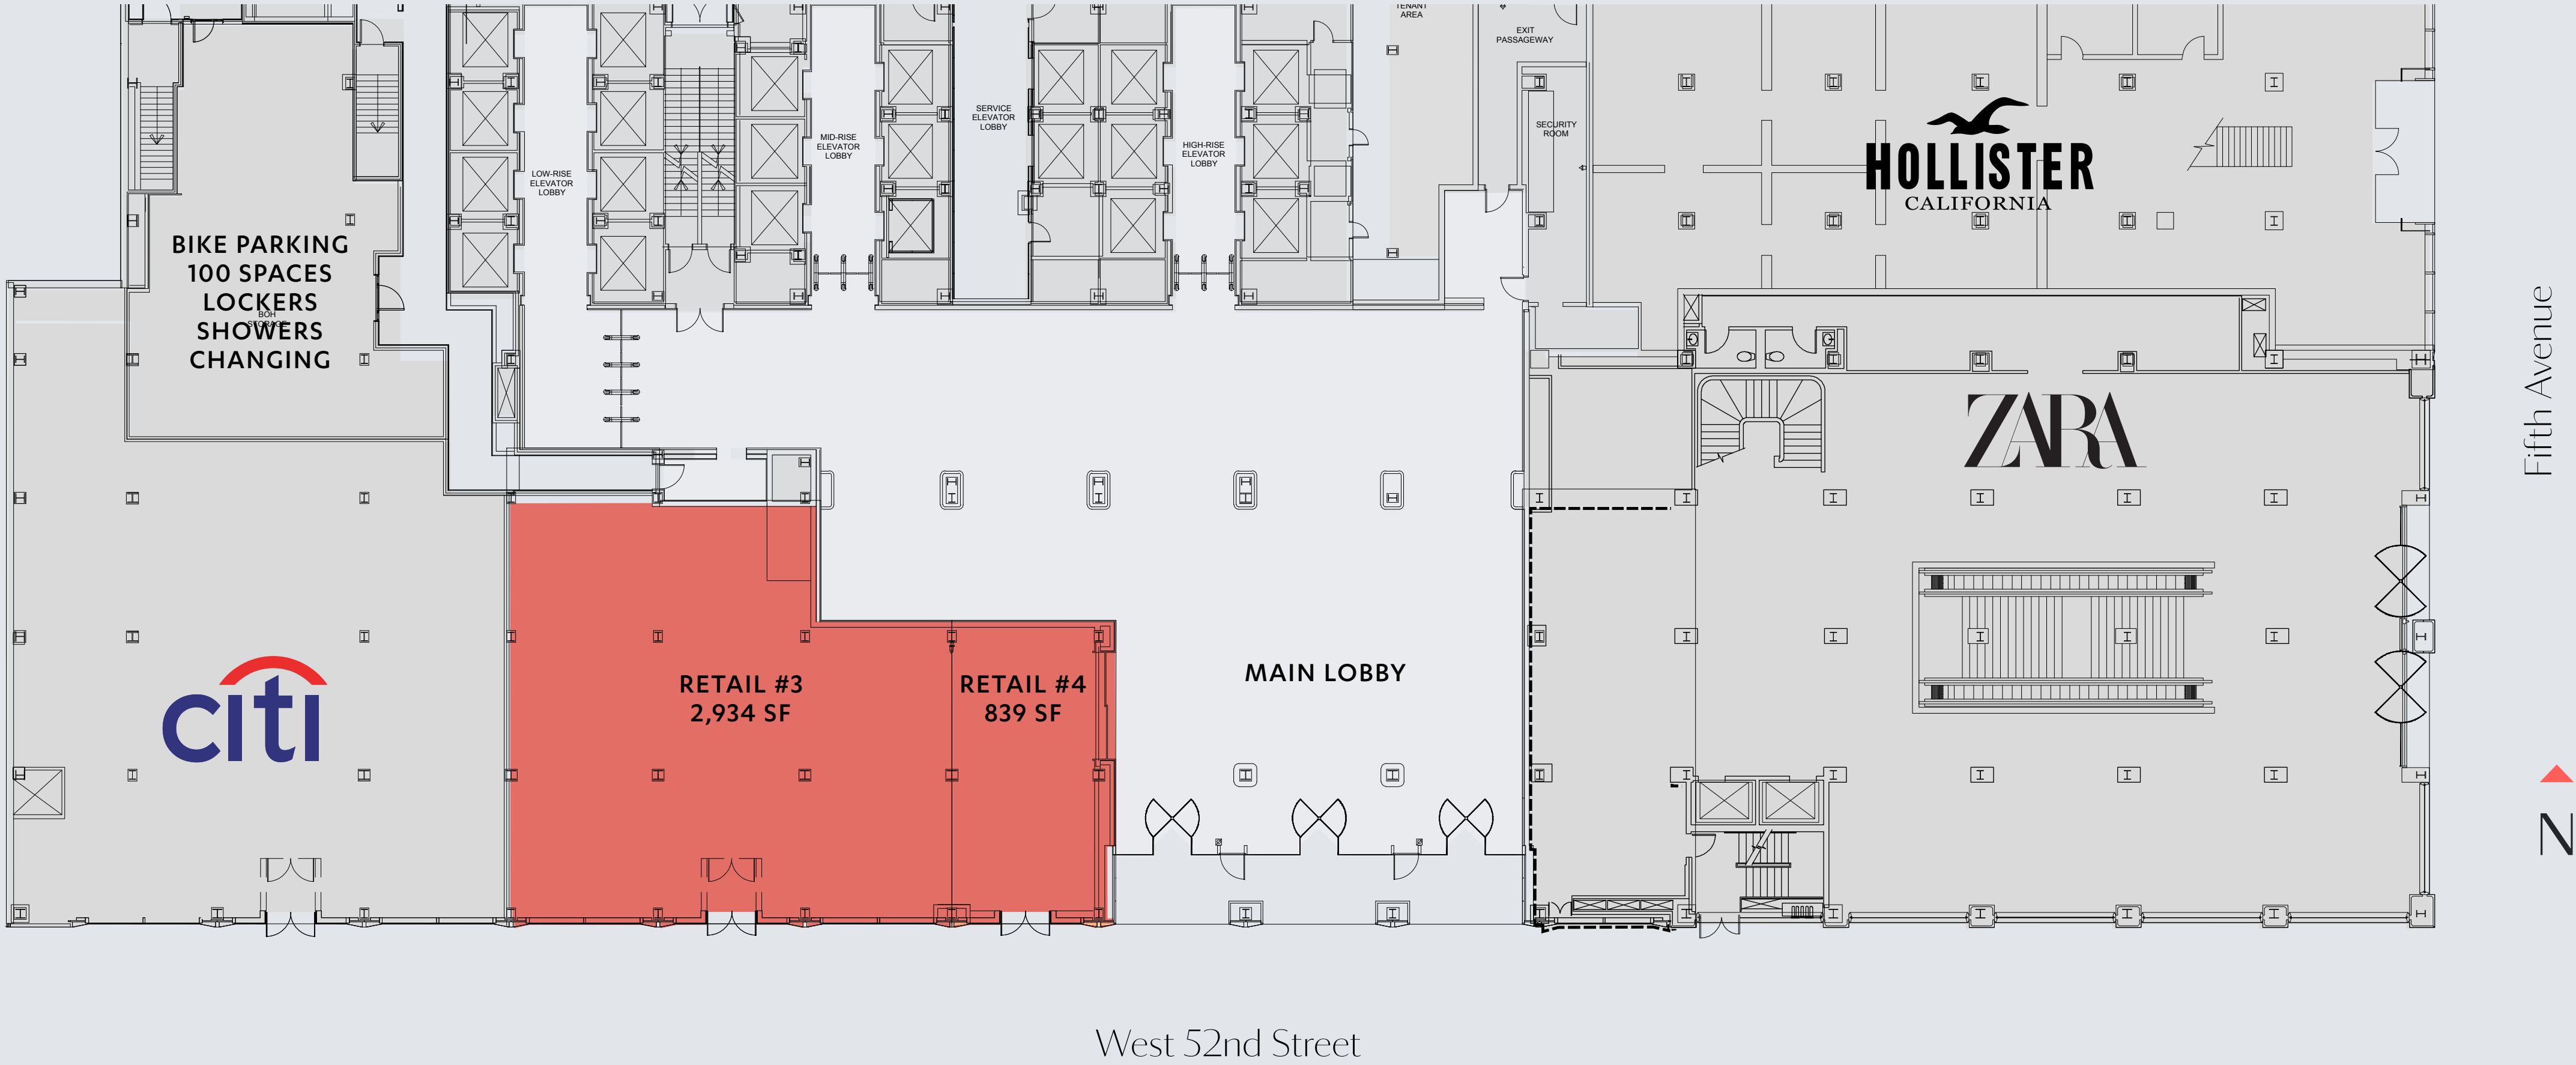 TENANT
AREA
EXIT
PASSAGEWAY
SERVICE
ELEVATOR
LOBBY
SECURITY
ROOM
MID-RISE
ELEVATOR
LOBBY
HIGH-RISE
ELEVATOR
LOBBY
LOW-RISE
ELEVATOR
LOBBY
HOLLISTER
CALIFORNIA
BIKE PARKING
100 SPACES
LOCKERS
BOH
STORAGE
SHOWERS
CHANGING
Fifth Avenue
ZARA
citi
RETAIL #3
2,934 SF
RETAIL #4
839 SF
MAIN LOBBY
N
West 52nd Street